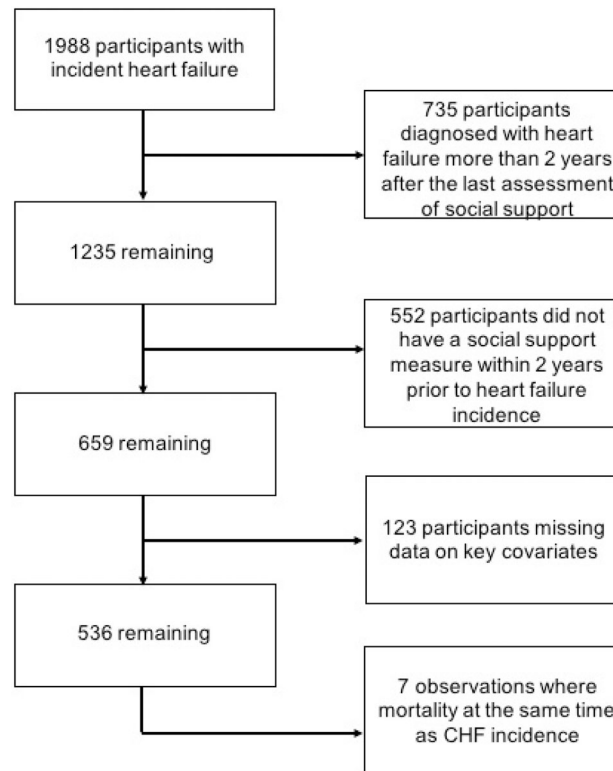 1988 participants with
incident heart failure
735 participants
diagnosed with heart
failure more than 2 years
after the last assessment
of social support
1235 remaining
552 participants did not
have a social support
measure within 2 years
prior to heart failure
incidence
659 remaining
123 participants missing
data on key covariates
536 remaining
7 observations where
mortality at the same time
as CHF incidence